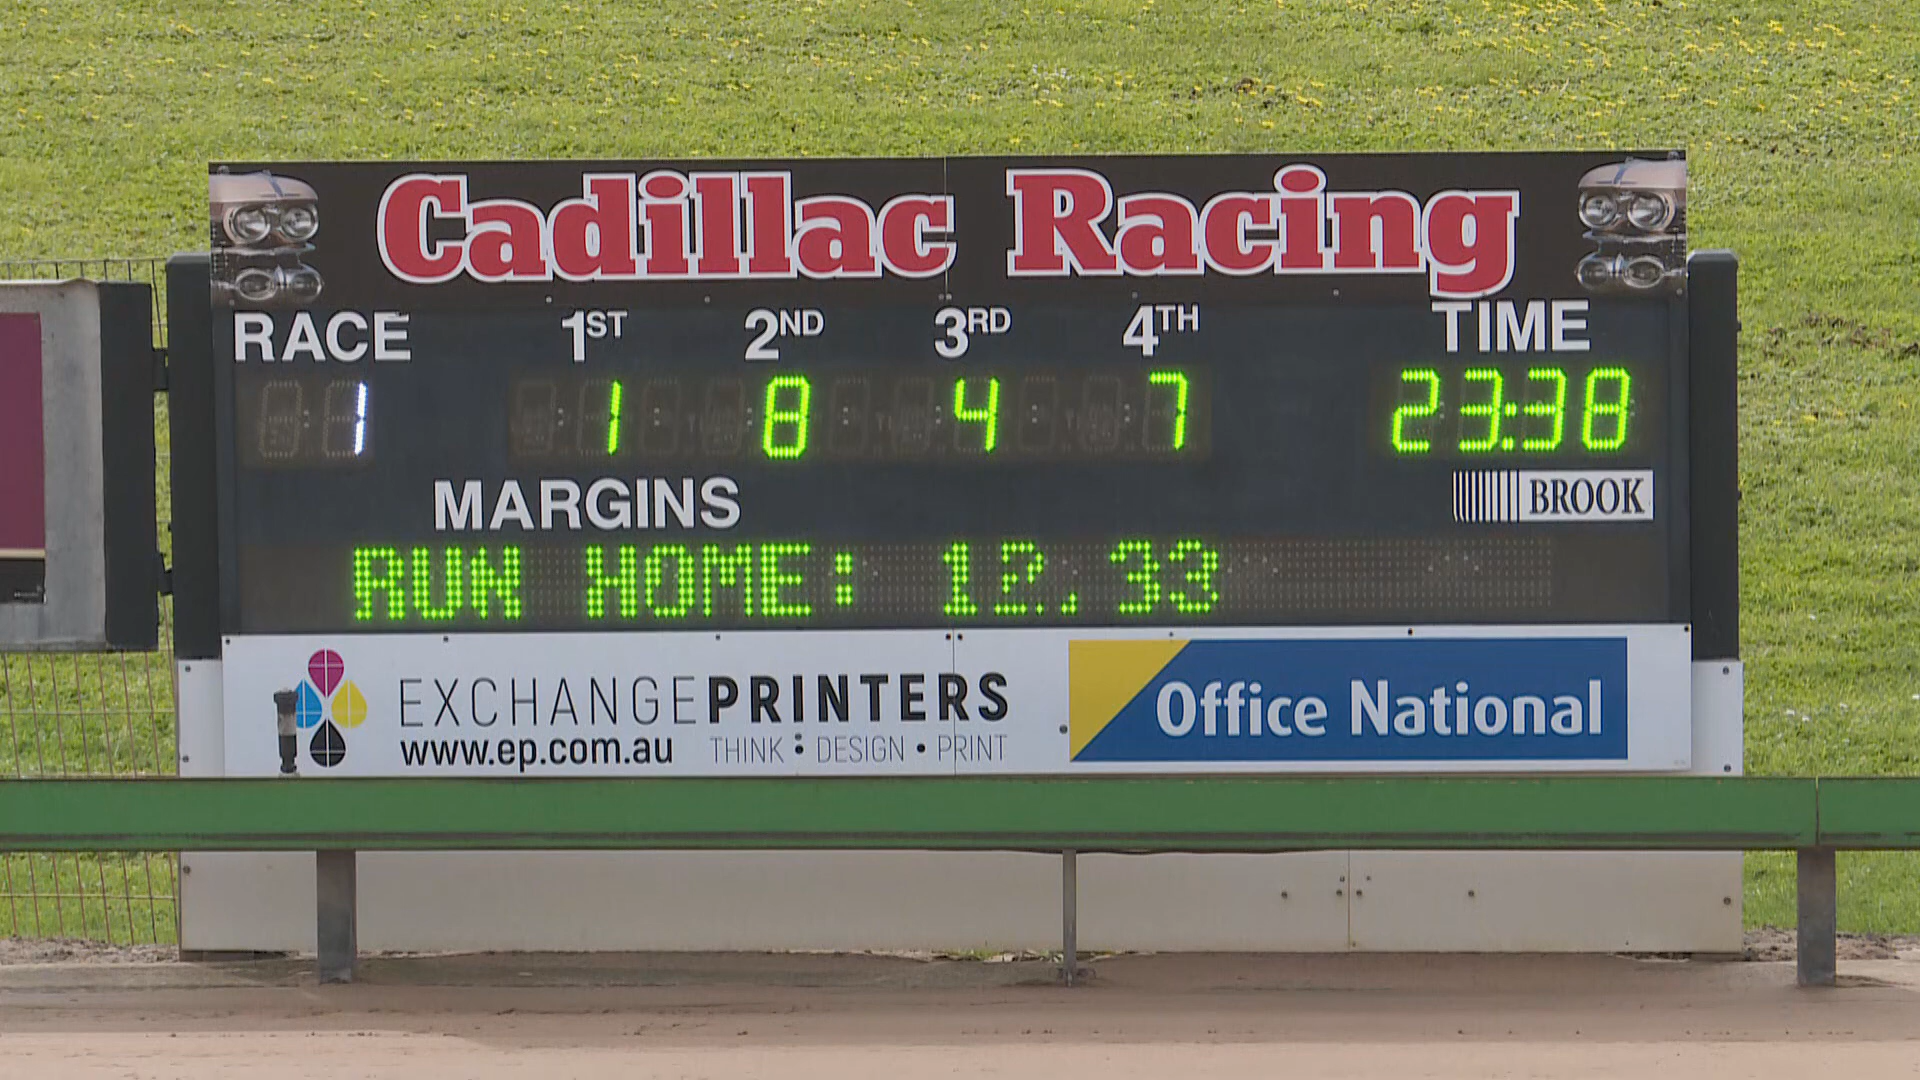 Cadillac Racing
RACE 1ST 2ND 3RD 4TH TIME
1 1 8 4 7 23:38
MARGINS
BROOK
RUN HOME: 12.33
EXCHANGEPRINTERS
www.ep.com.au THINK • DESIGN • PRINT
Office National